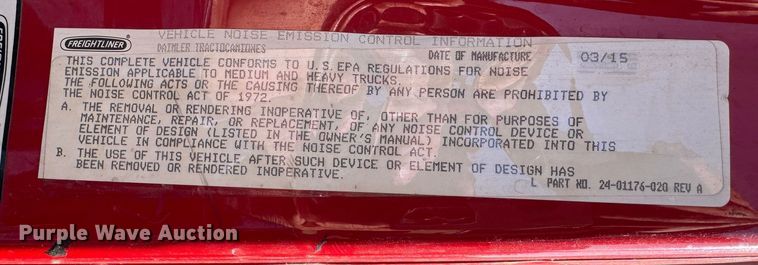 FREIGHTLINER
VEHICLE NOISE EMISSION CONTROL INFORMATION
DAIMLER TRACTOCAMIONES
DATE OF MANUFACTURE 03/15
THIS COMPLETE VEHICLE CONFORMS TO U.S.EPA REGULATIONS FOR NOISE
EMISSION APPLICABLE TO MEDIUM AND HEAVY TRUCKS.
THE FOLLOWING ACTS OR THE CAUSING THEREOF BY ANY PERSON ARE PROHIBITED BY
THE NOISE CONTROL ACT OF 1972.
A. THE REMOVAL OR RENDERING INOPERATIVE OF, OTHER THAN FOR PURPOSES OF
MAINTENANCE, REPAIR, OR REPLACEMENT, OF ANY NOISE CONTROL DEVICE OR
ELEMENT OF DESIGN (LISTED IN THE OWNER'S MANUAL) INCORPORATED INTO THIS
VEHICLE IN COMPLIANCE WITH THE NOISE CONTROL ACT.
B. THE USE OF THIS VEHICLE AFTER SUCH DEVICE OR ELEMENT OF DESIGN HAS
BEEN REMOVED OR RENDERED INOPERATIVE.
L PART NO. 24-01176-020 REV A
Purple Wave Auction